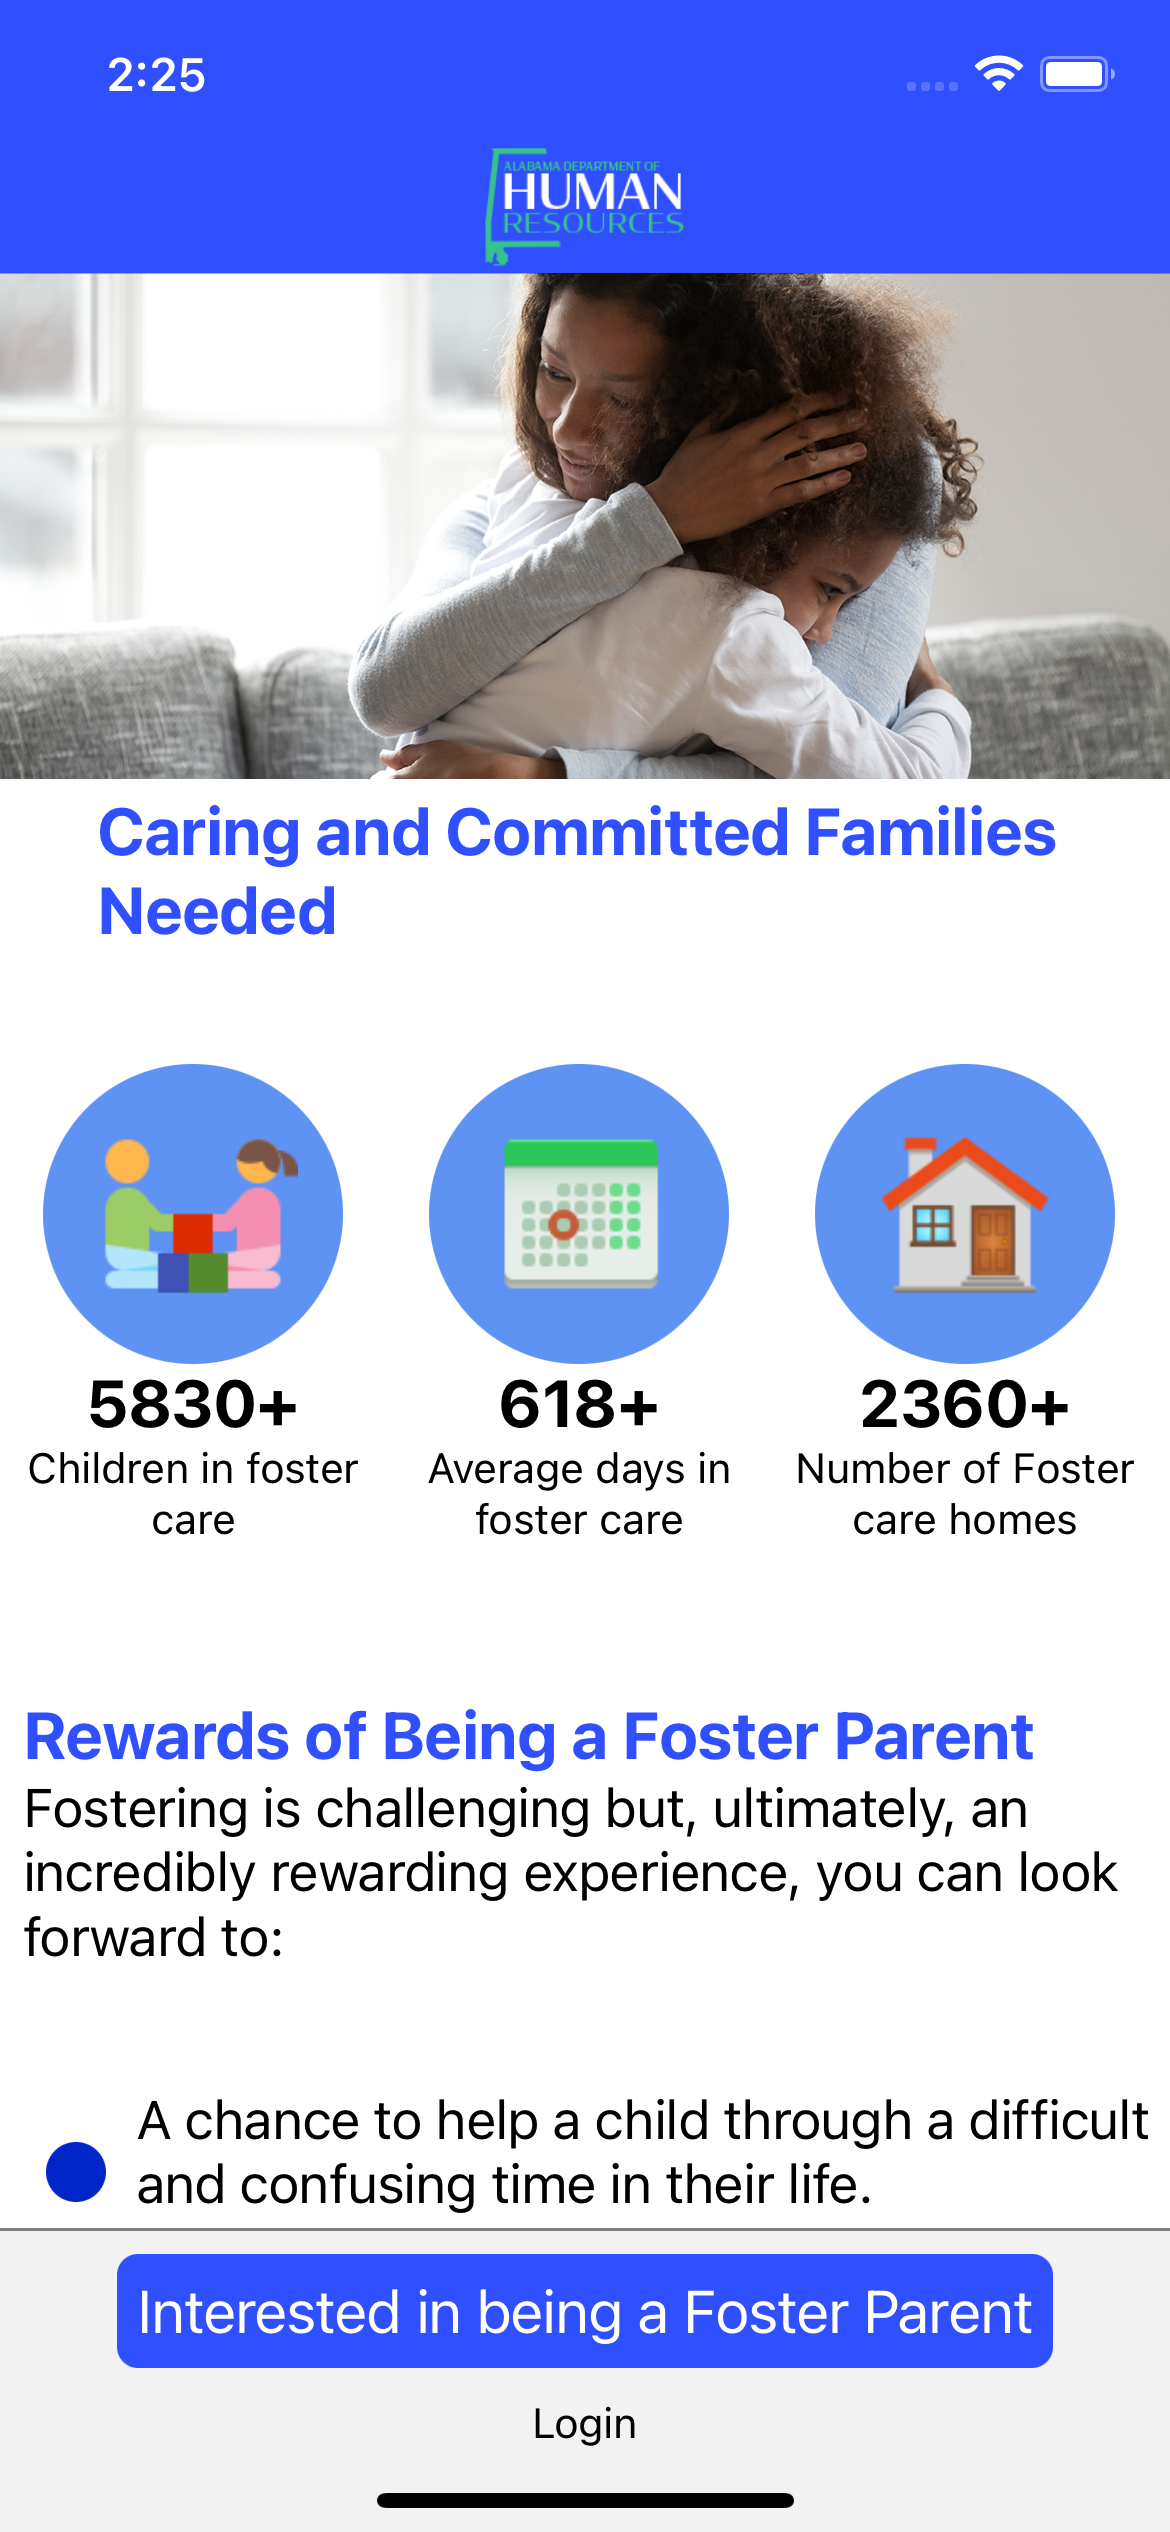 2:25
ALABAMA DEPARTMENT OF
HUMAN
RESOURCES
Caring and Committed Families
Needed
5830+
Children in foster
care
618+
Average days in
foster care
2360+
Number of Foster
care homes
Rewards of Being a Foster Parent
Fostering is challenging but, ultimately, an
incredibly rewarding experience, you can look
forward to:
A chance to help a child through a difficult
and confusing time in their life.
Interested in being a Foster Parent
Login